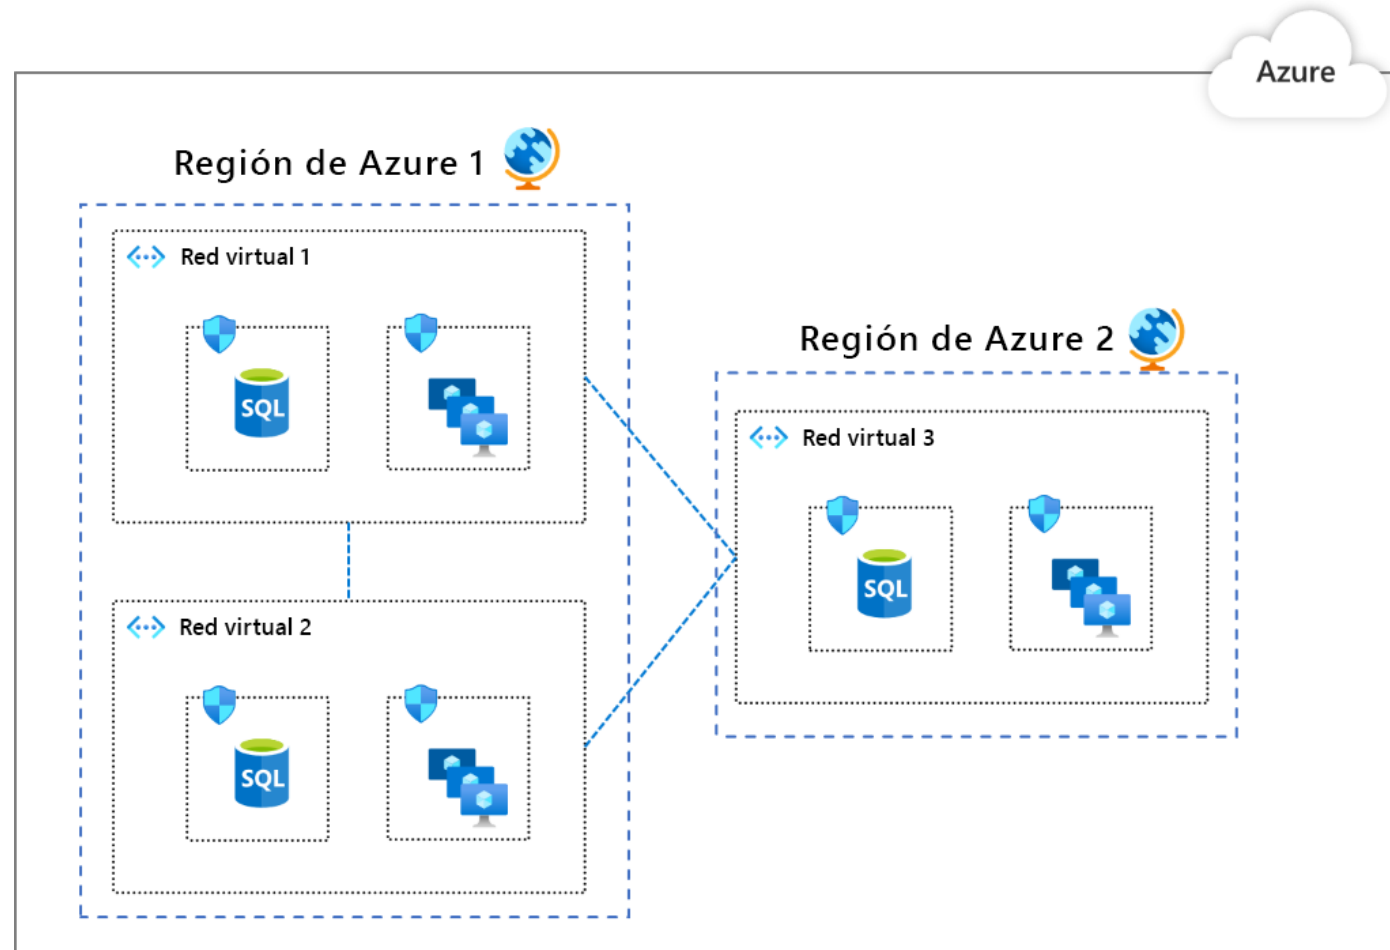 Azure
Región de Azure 1
Red virtual 1
SQL
Región de Azure 2
Red virtual 3
SQL
Red virtual 2
SQL